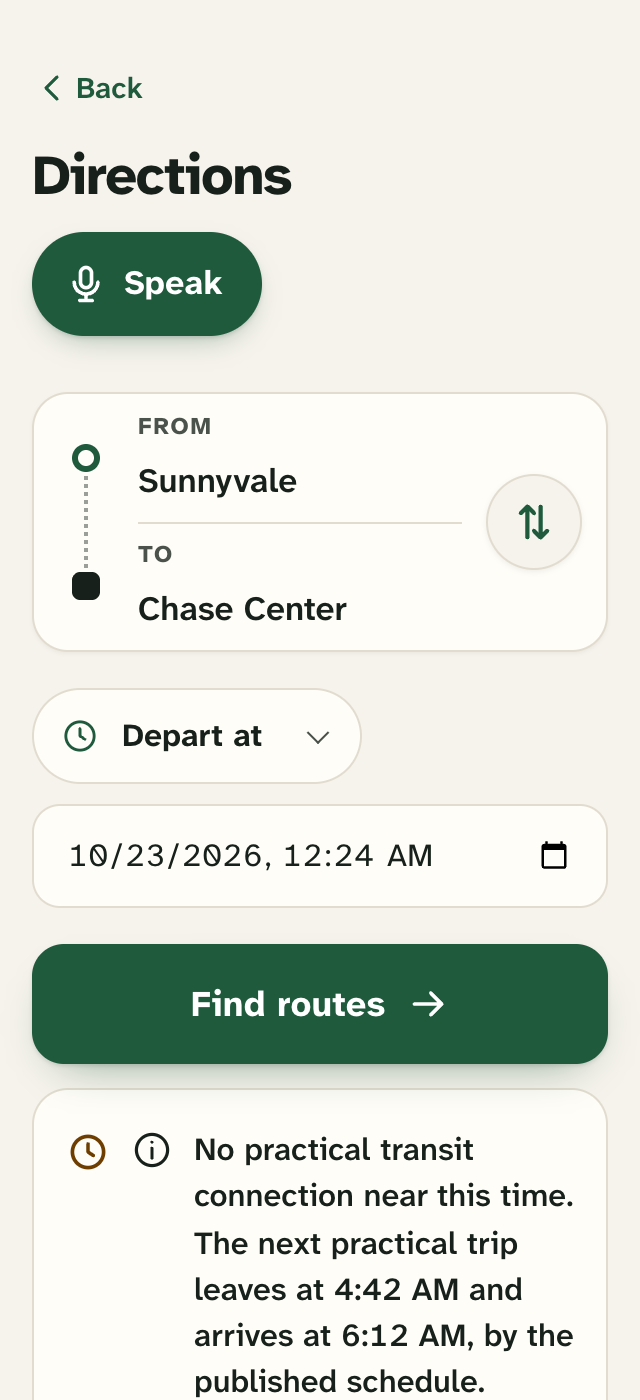 Back
Directions
Speak
FROM
Sunnyvale
TO
Chase Center
Depart at
10/23/2026, 12:24 AM
Find routes
No practical transit
connection near this time.
The next practical trip
leaves at 4:42 AM and
arrives at 6:12 AM, by the
published schedule.